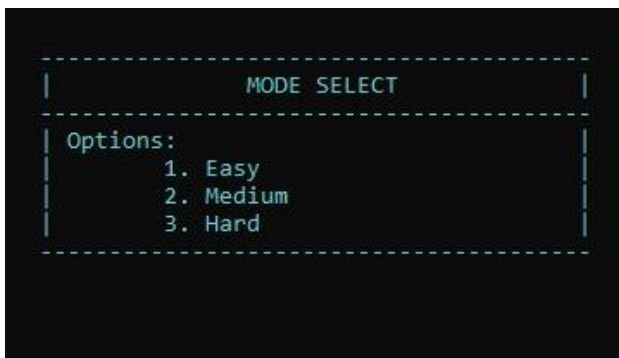 MODE SELECT
Options:
1. Easy
2. Medium
3. Hard